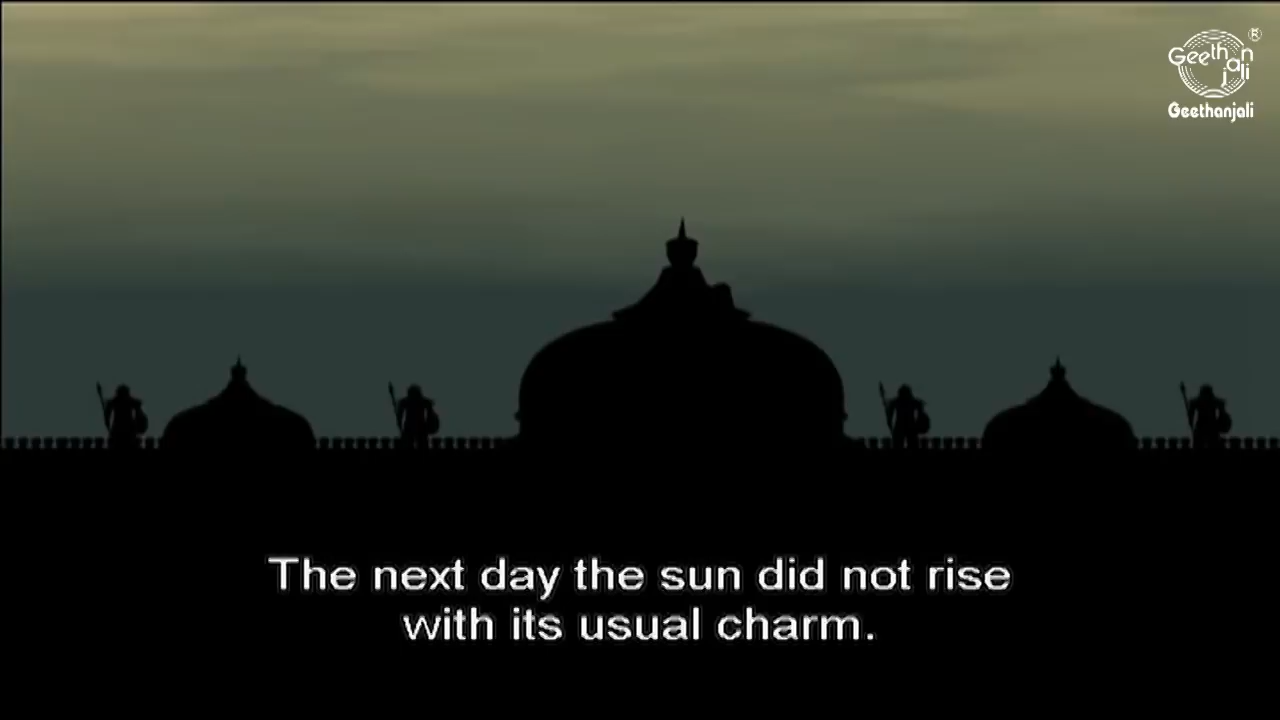 Geethanjali
®
Geethanjali
The next day the sun did not rise
with its usual charm.